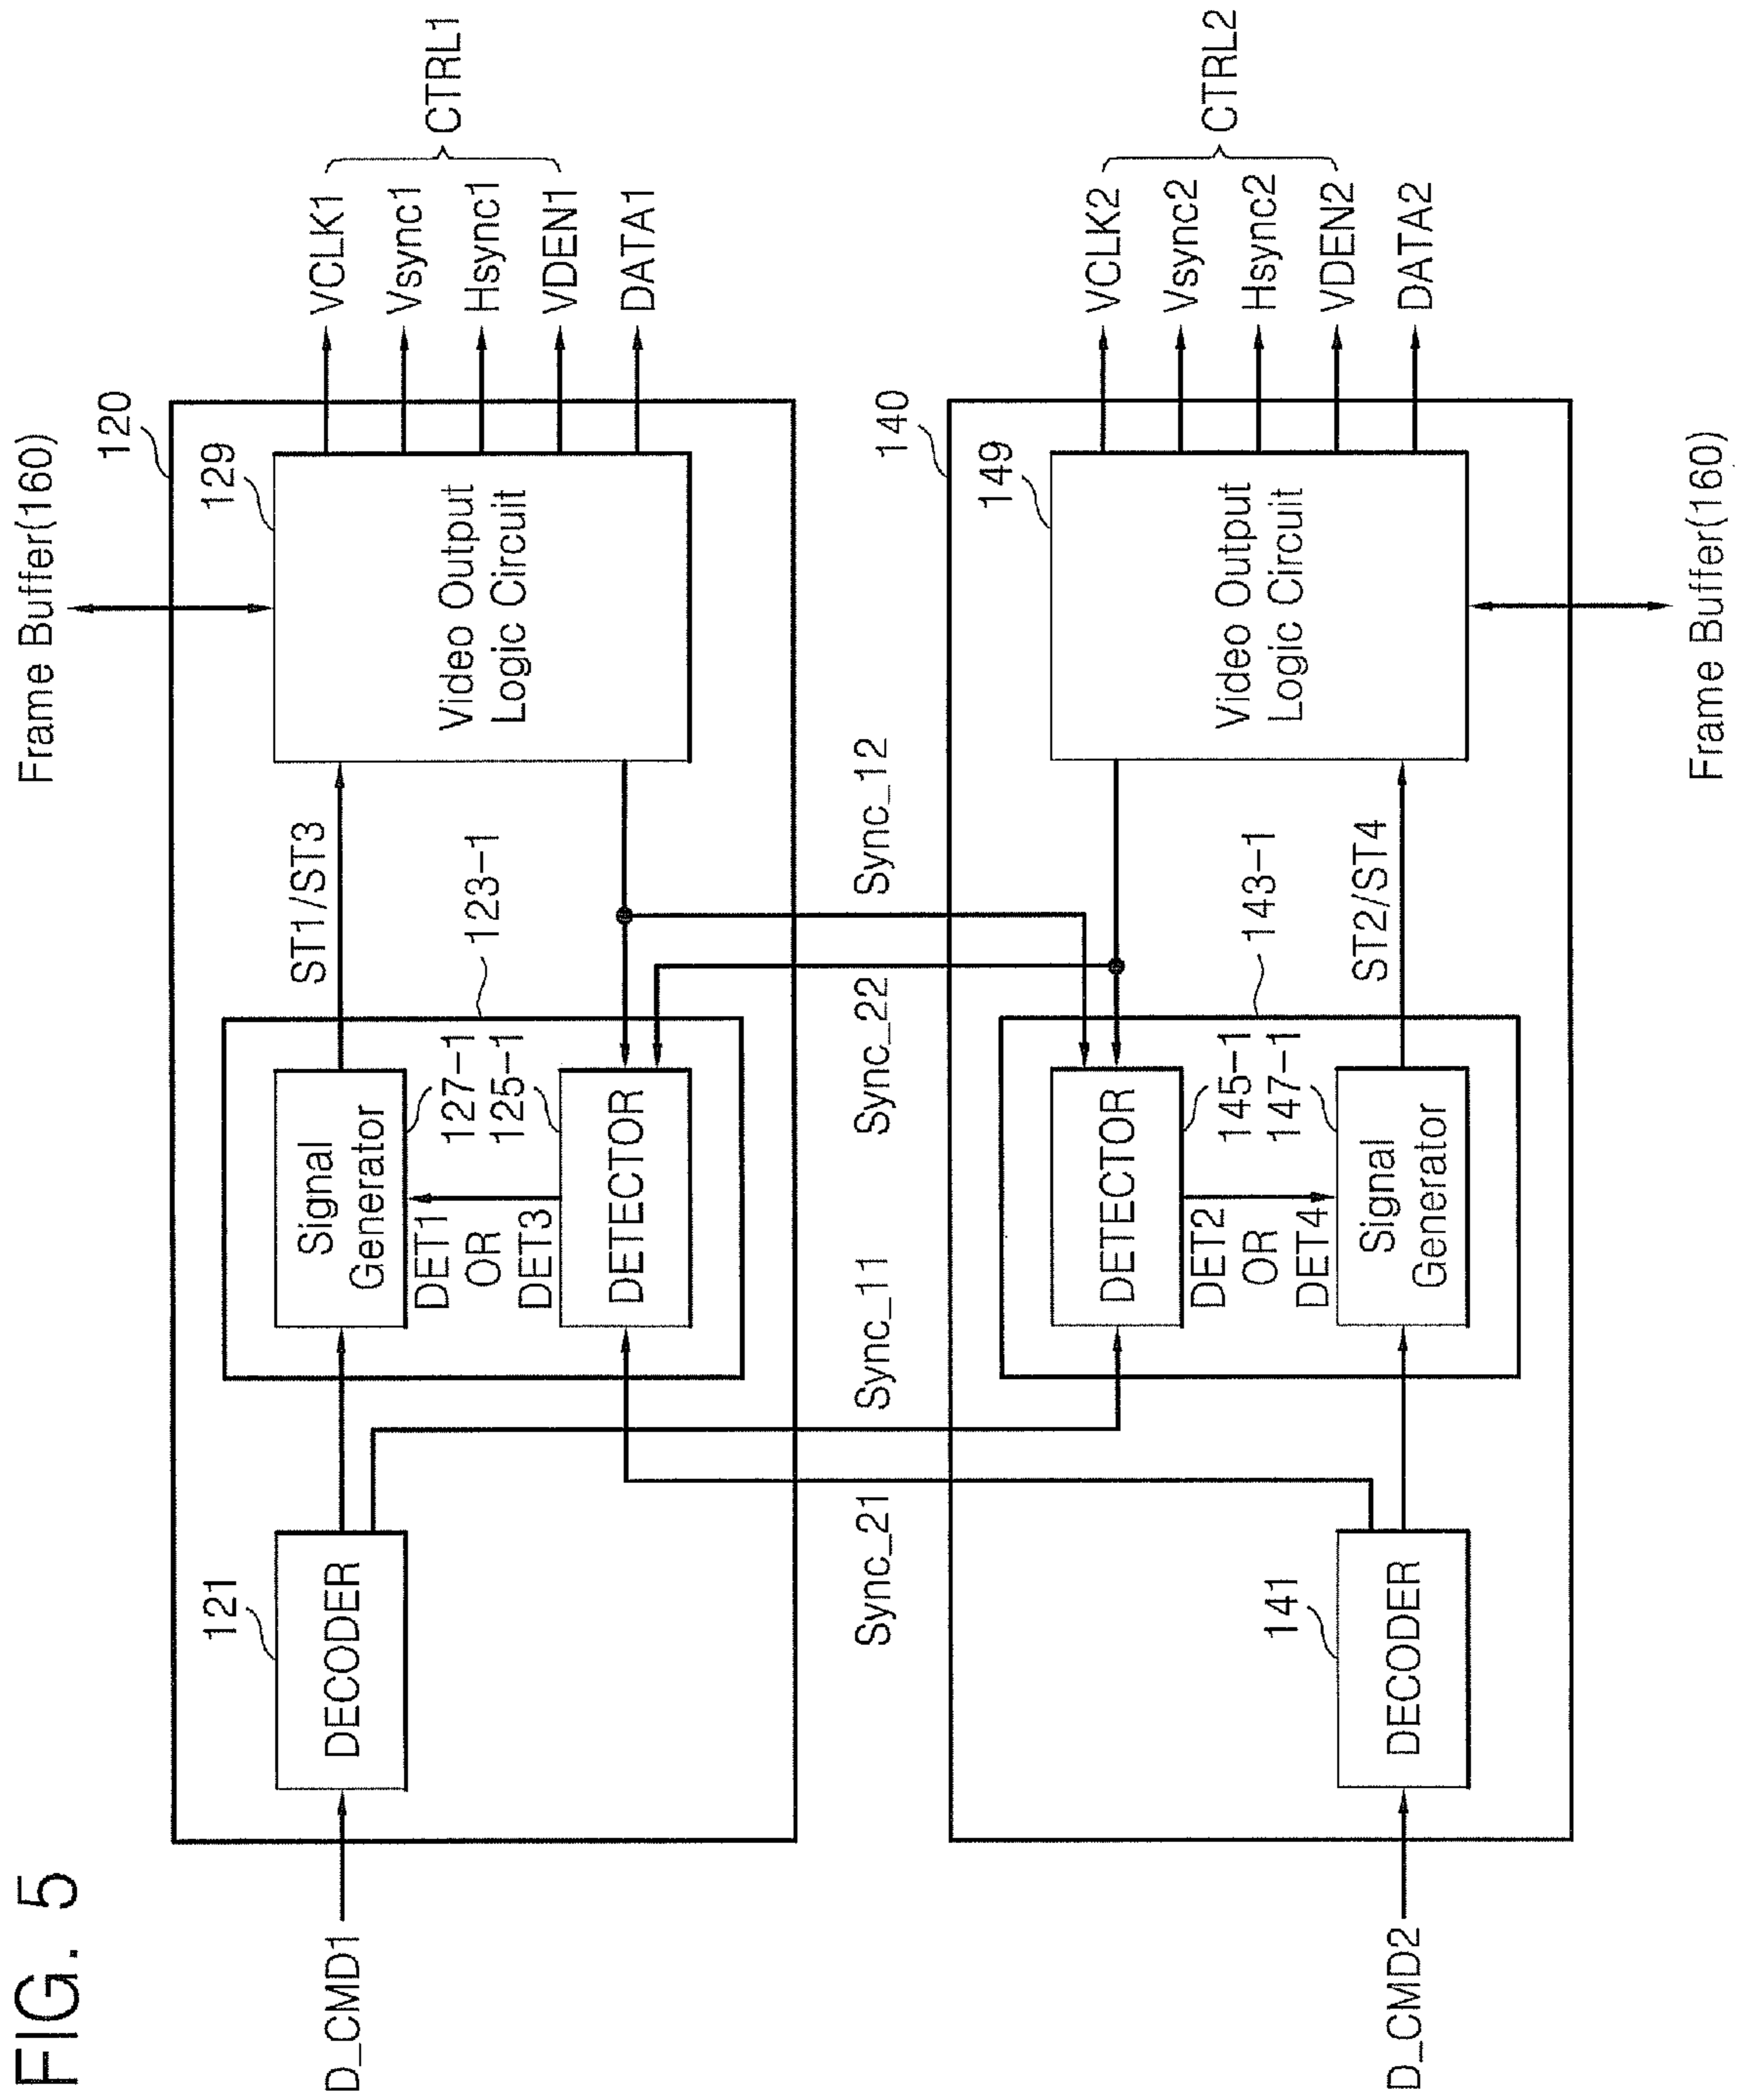 FIG. 5
Frame Buffer(160)
120
D_CMD1
121
DECODER
Signal
Generator
127-1
125-1
DET1
OR
DET3
DETECTOR
123-1
ST1/ST3
129
Video Output
Logic Circuit
VCLK1
Vsync1
Hsync1
VDEN1
DATA1
CTRL1
Sync_21
Sync_11
Sync_22
Sync_12
140
D_CMD2
141
DECODER
DETECTOR
145-1
147-1
DET2
OR
DET4
Signal
Generator
143-1
ST2/ST4
149
Video Output
Logic Circuit
VCLK2
Vsync2
Hsync2
VDEN2
DATA2
CTRL2
Frame Buffer(160)